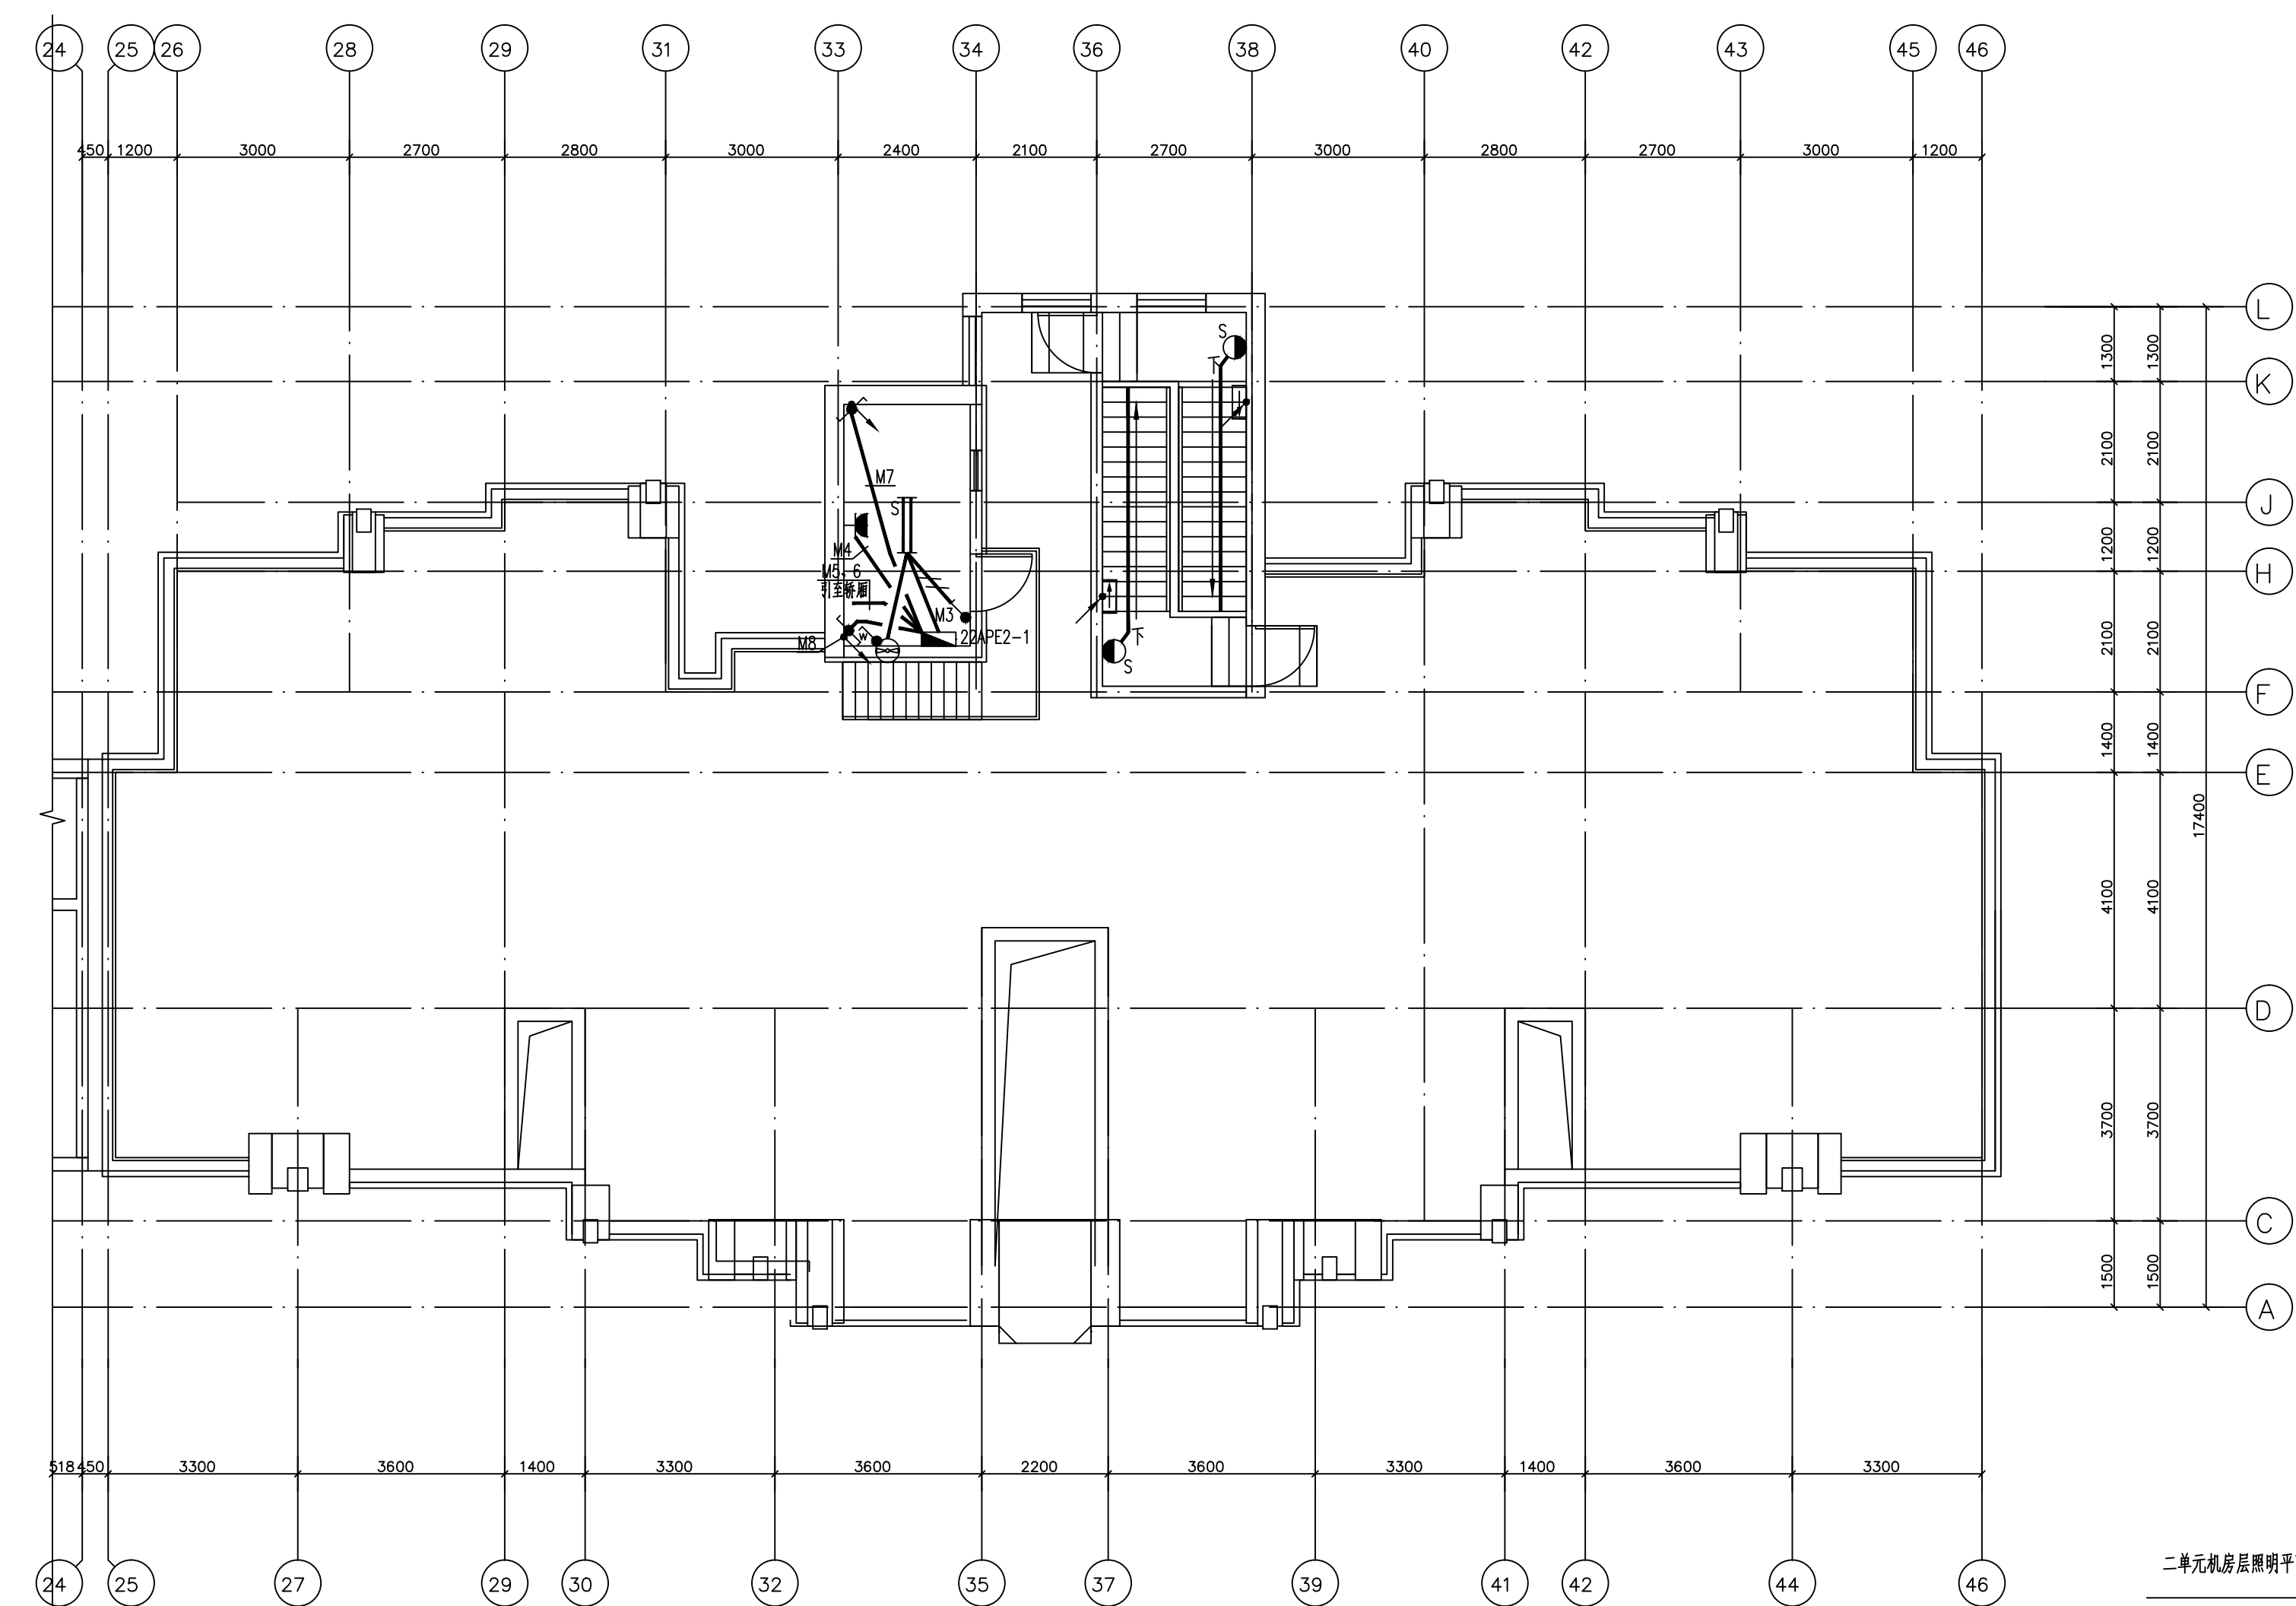 24 25 26 28 29 31 33 34 36 38 40 42 43 45 46
450 1200 3000 2700 2800 3000 2400 2100 2700 3000 2800 2700 3000 1200
L
S
下
1300 1300
K
M7
2100 2100
S
J
M4
1200 1200
M5、6
H
引至轿厢
M3
22APE2-1
W
M8
下
S
2100 2100
F
1400 1400
E
17400
4100 4100
D
3700 3700
C
1500 1500
A
518 450 3300 3600 1400 3300 3600 2200 3600 3300 1400 3600 3300
二单元机房层照明平
24 25 27 29 30 32 35 37 39 41 42 44 46